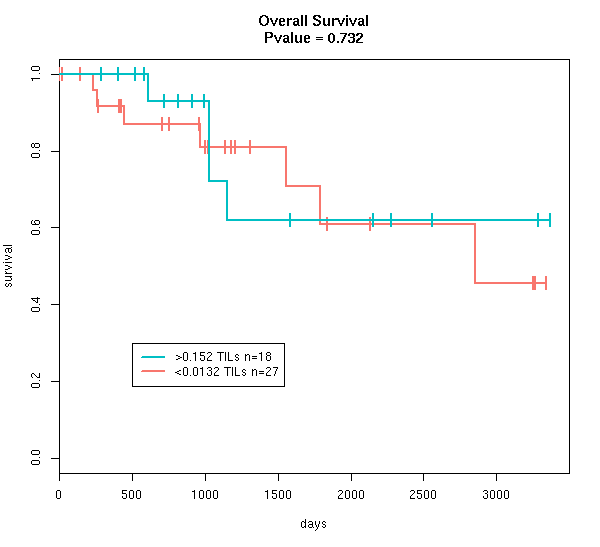 Overall Survival
Pvalue = 0.732
survival
1.0
0.8
0.6
0.4
0.2
0.0
>0.152 TILs n=18
<0.0132 TILs n=27
0 500 1000 1500 2000 2500 3000
days